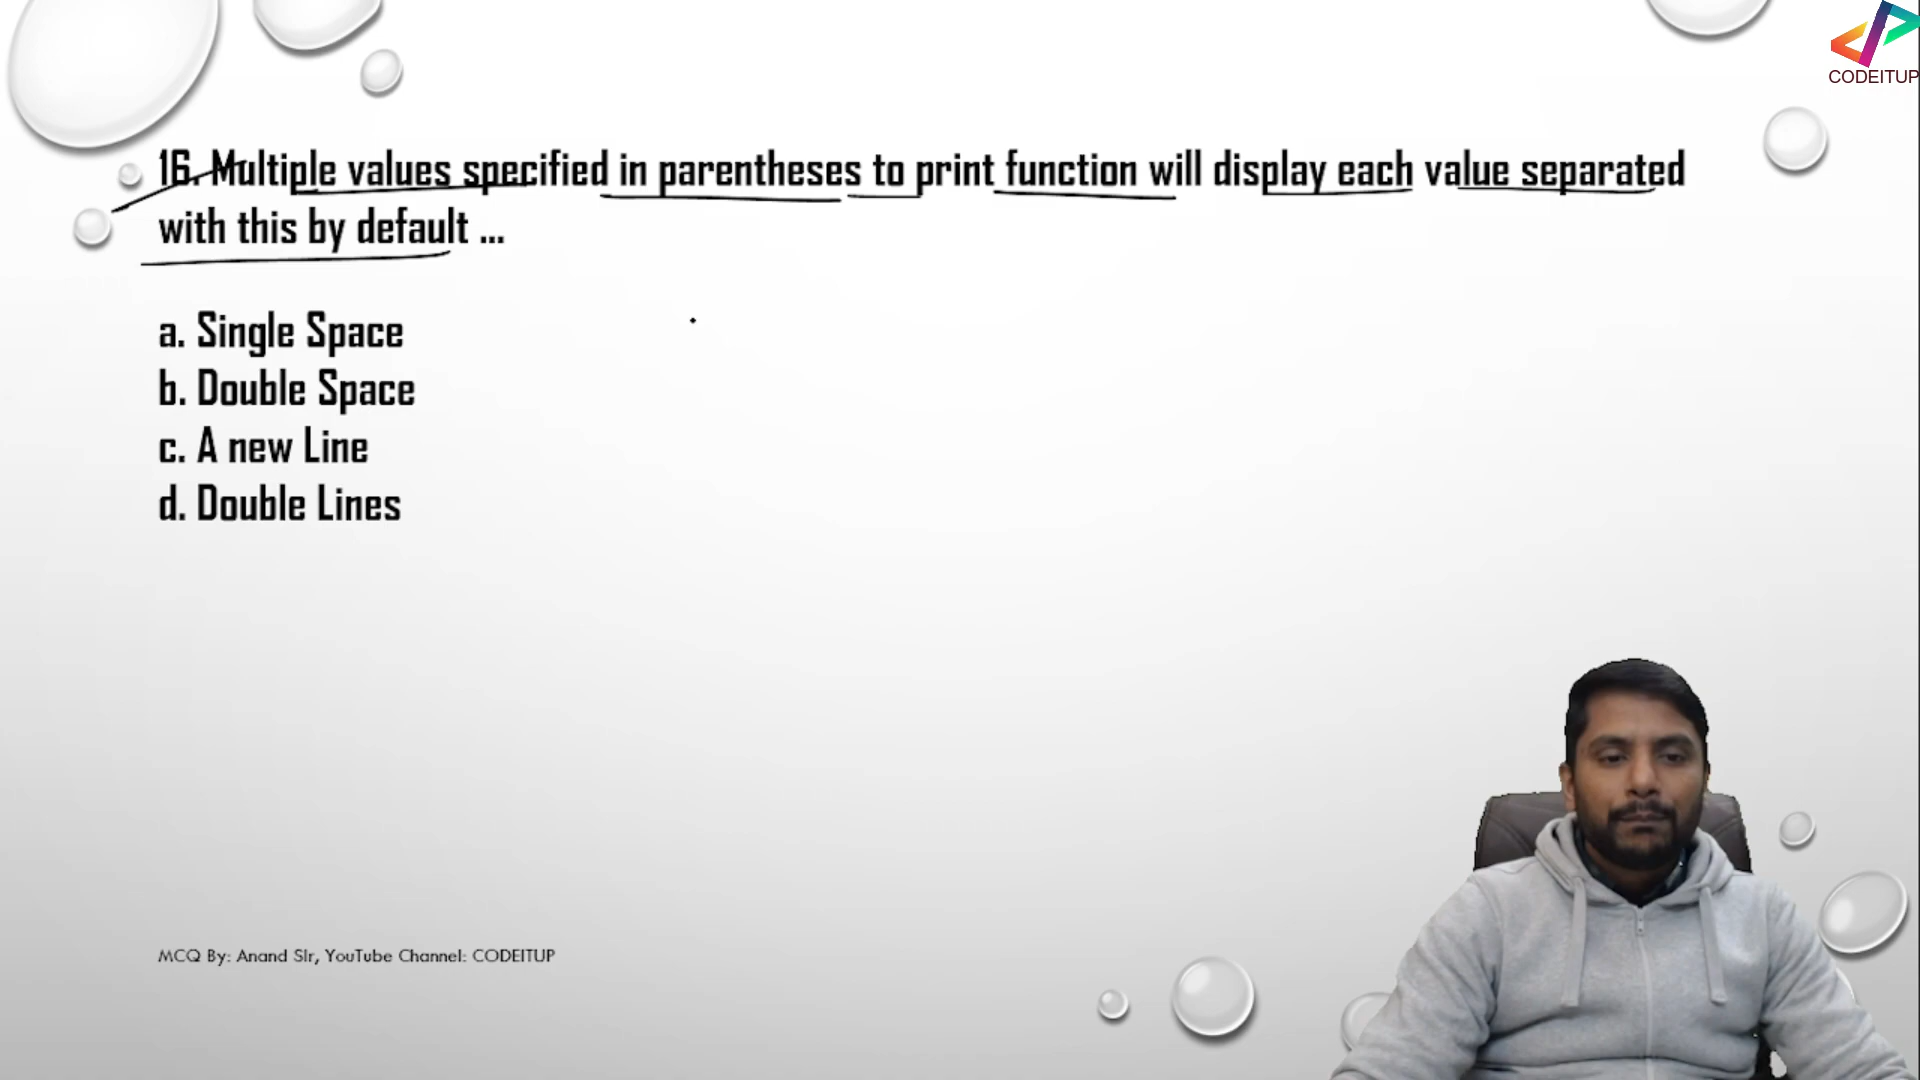 CODEITUP
16. Multiple values specified in parentheses to print function will display each value separated
with this by default ...
a. Single Space
b. Double Space
c. A new Line
d. Double Lines
MCQ By: Anand SIr, YouTube Channel: CODEITUP